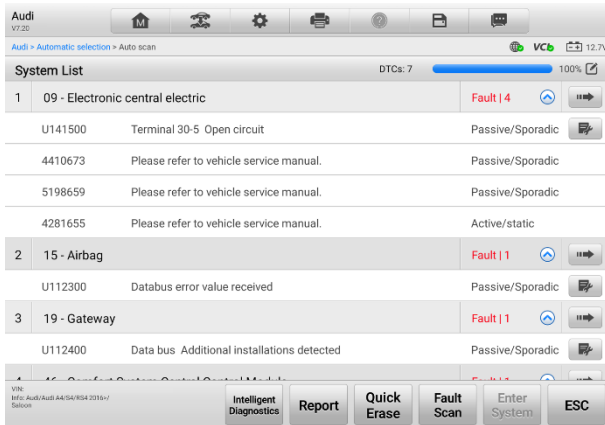 Audi
V7.20
Audi > Automatic selection > Auto scan
VCI
12.7V
System List DTCs: 7 100%
1 09 - Electronic central electric Fault | 4
U141500 Terminal 30-5 Open circuit Passive/Sporadic
4410673 Please refer to vehicle service manual. Passive/Sporadic
5198659 Please refer to vehicle service manual. Passive/Sporadic
4281655 Please refer to vehicle service manual. Active/static
2 15 - Airbag Fault | 1
U112300 Databus error value received Passive/Sporadic
3 19 - Gateway Fault | 1
U112400 Data bus Additional installations detected Passive/Sporadic
VIN:
Info: Audi/Audi A4/S4/RS4 2016+/
Saloon
Intelligent Diagnostics
Report
Quick Erase
Fault Scan
Enter System
ESC